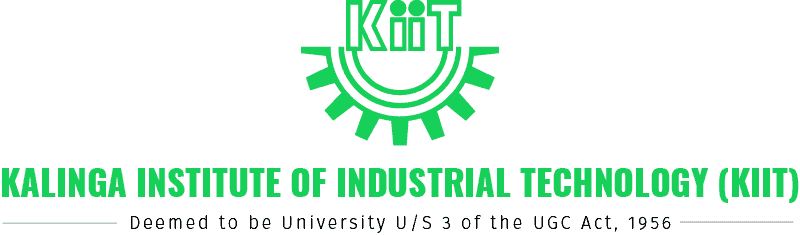 KiiT
KALINGA INSTITUTE OF INDUSTRIAL TECHNOLOGY (KIIT)
Deemed to be University U/S 3 of the UGC Act, 1956